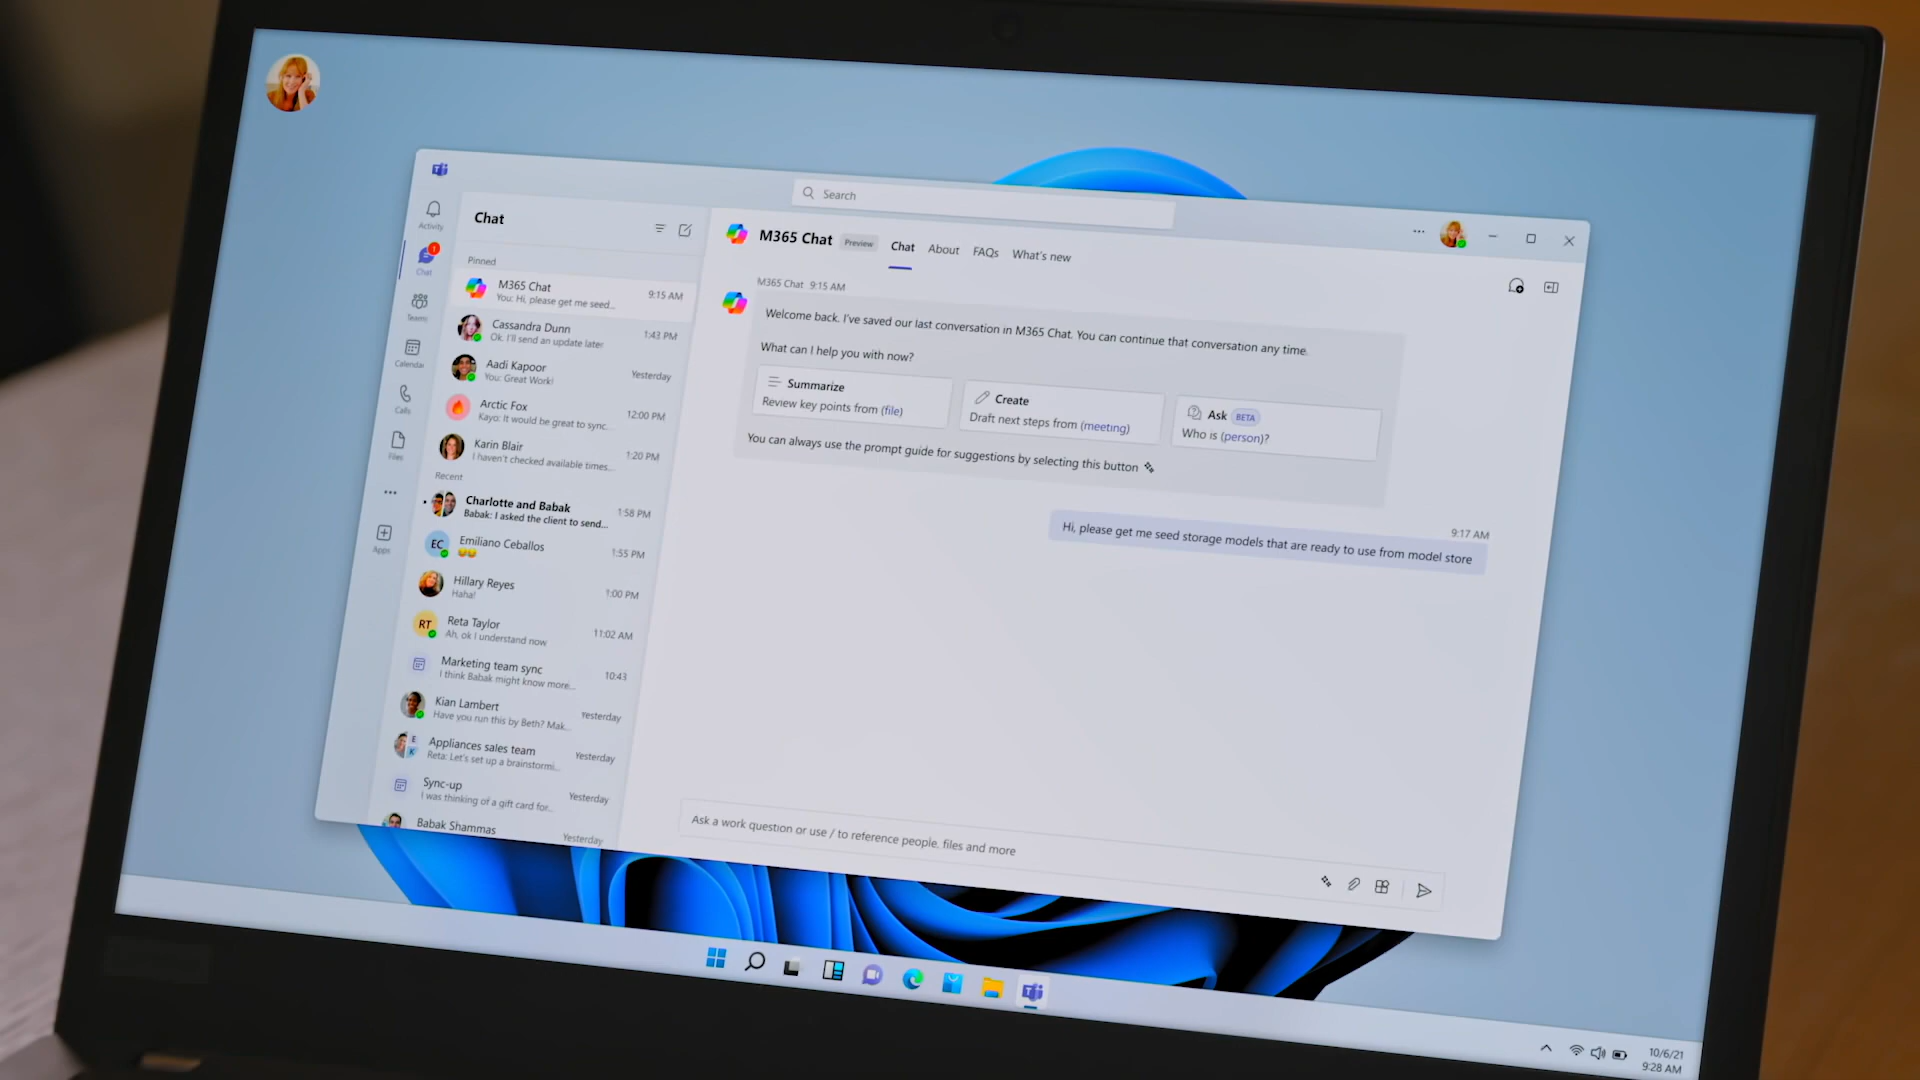 Search
Activity
Chat
1
Chat
Teams
Calendar
Calls
Files
Apps
Pinned
M365 Chat
9:15 AM
You: Hi, please get me seed...
Cassandra Dunn
1:43 PM
Ok. I'll send an update later
Aadi Kapoor
Yesterday
You: Great Work!
Arctic Fox
12:00 PM
Kayo: It would be great to sync...
Karin Blair
1:20 PM
I haven't checked available times...
Recent
Charlotte and Babak
1:58 PM
Babak: I asked the client to send...
EC
Emiliano Ceballos
1:55 PM
Hillary Reyes
1:00 PM
Haha!
RT
Reta Taylor
11:02 AM
Ah, ok I understand now
Marketing team sync
10:43
I think Babak might know more...
Kian Lambert
Yesterday
Have you run this by Beth? Mak...
E
K
Appliances sales team
Yesterday
Reta: Let's set up a brainstormi...
Sync-up
Yesterday
I was thinking of a gift card for...
Babak Shammas
Yesterday
M365 Chat Preview Chat About FAQs What's new
M365 Chat 9:15 AM
Welcome back. I've saved our last conversation in M365 Chat. You can continue that conversation any time.
What can I help you with now?
Summarize
Review key points from (file)
Create
Draft next steps from (meeting)
Ask BETA
Who is (person)?
You can always use the prompt guide for suggestions by selecting this button
9:17 AM
Hi, please get me seed storage models that are ready to use from model store
Ask a work question or use / to reference people, files and more
10/6/21
9:28 AM